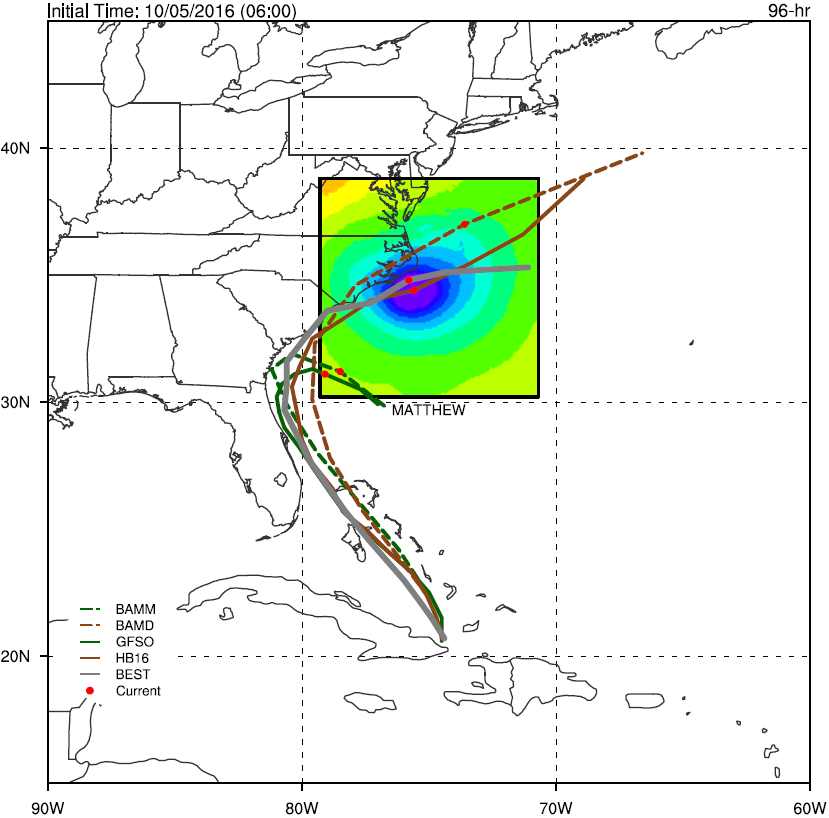 Initial Time: 10/05/2016 (06:00) 96-hr
40N
30N
MATTHEW
BAMM
BAMD
GFSO
HB16
BEST
Current
20N
90W 80W 70W 60W